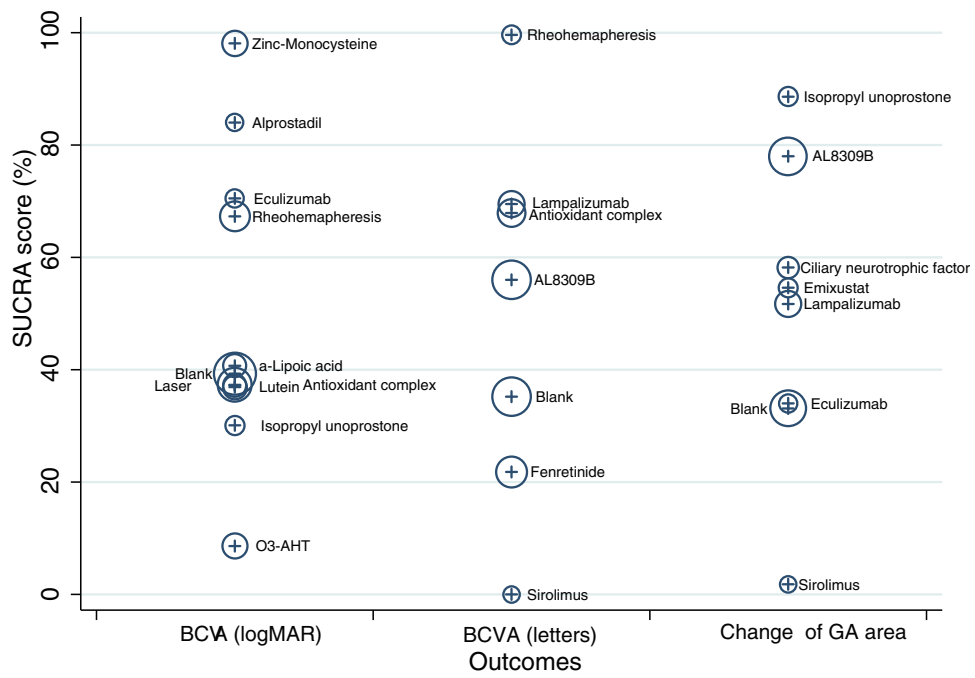 SUCRA score (%)
100
80
60
40
20
0
Zinc-Monocysteine
Alprostadil
Eculizumab
Rheohemapheresis
a-Lipoic acid
Blank
Laser
Lutein
Antioxidant complex
Isopropyl unoprostone
O3-AHT
Rheohemapheresis
Lampalizumab
Antioxidant complex
AL8309B
Blank
Fenretinide
Sirolimus
Isopropyl unoprostone
AL8309B
Ciliary neurotrophic factor
Emixustat
Lampalizumab
Eculizumab
Blank
Sirolimus
BCVA (logMAR)
BCVA (letters)
Change of GA area
Outcomes